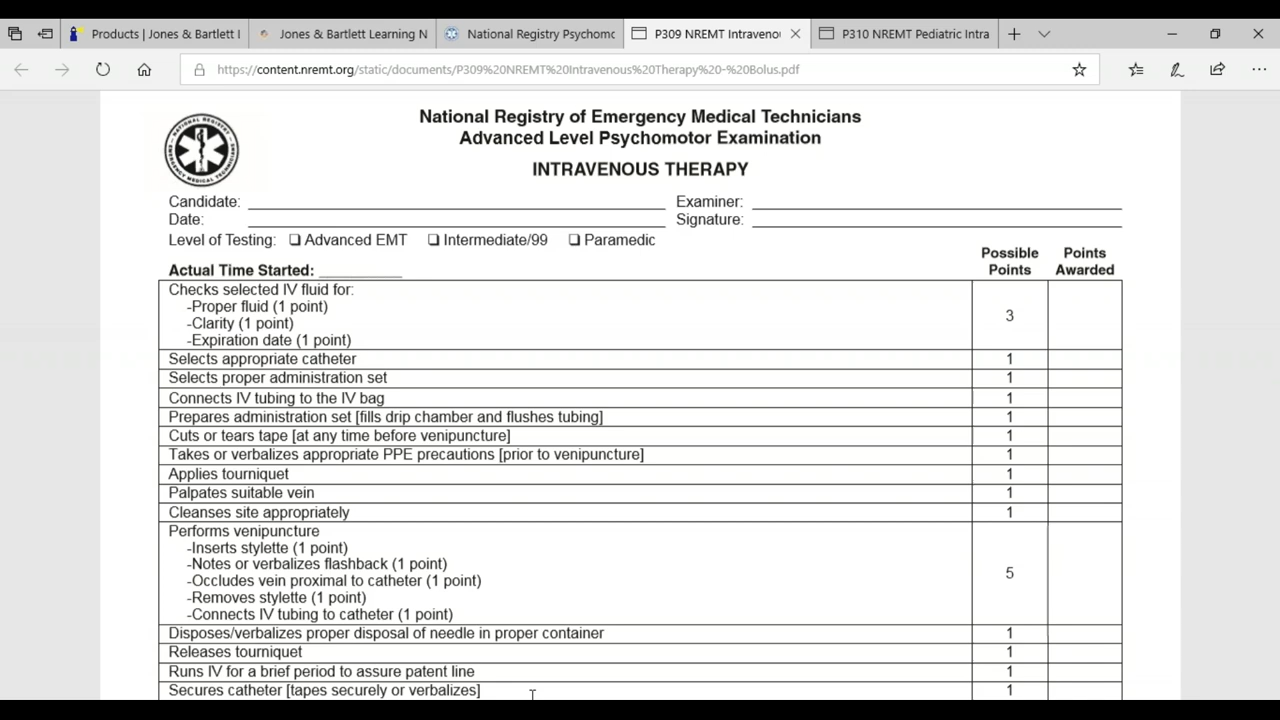 Products | Jones & Bartlett I
Jones & Bartlett Learning N
National Registry Psychomo
P309 NREMT Intraveno
P310 NREMT Pediatric Intra
https://content.nremt.org/static/documents/P309%20NREMT%20Intravenous%20Therapy%20-%20Bolus.pdf
National Registry of Emergency Medical Technicians
Advanced Level Psychomotor Examination
INTRAVENOUS THERAPY
NATIONAL REGISTRY
EMERGENCY MEDICAL TECHNICIANS
Candidate: Examiner:
Date: Signature:
Level of Testing: ❑ Advanced EMT ❑ Intermediate/99 ❑ Paramedic
Possible Points Points Awarded
Actual Time Started: __________
Checks selected IV fluid for:
-Proper fluid (1 point)
-Clarity (1 point)
-Expiration date (1 point)
3
Selects appropriate catheter 1
Selects proper administration set 1
Connects IV tubing to the IV bag 1
Prepares administration set [fills drip chamber and flushes tubing] 1
Cuts or tears tape [at any time before venipuncture] 1
Takes or verbalizes appropriate PPE precautions [prior to venipuncture] 1
Applies tourniquet 1
Palpates suitable vein 1
Cleanses site appropriately 1
Performs venipuncture
-Inserts stylette (1 point)
-Notes or verbalizes flashback (1 point)
-Occludes vein proximal to catheter (1 point)
-Removes stylette (1 point)
-Connects IV tubing to catheter (1 point)
5
Disposes/verbalizes proper disposal of needle in proper container 1
Releases tourniquet 1
Runs IV for a brief period to assure patent line 1
Secures catheter [tapes securely or verbalizes] 1